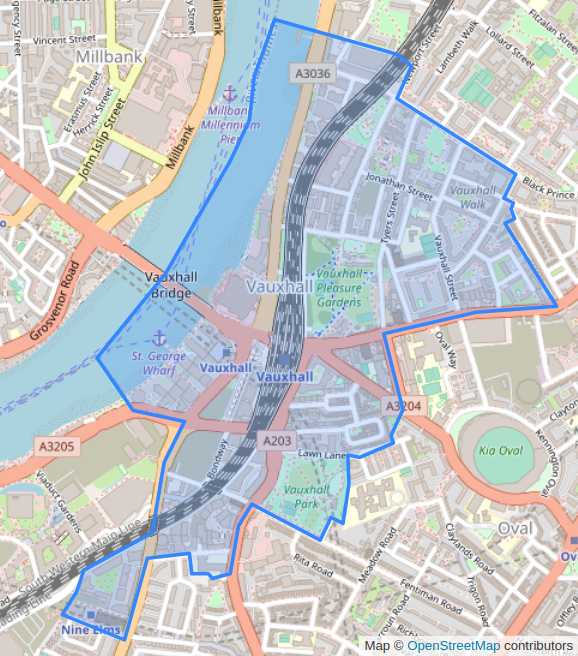 Vincent Street
Millbank
Erasmus Street
Herrick Street
John Islip Street
Millbank
Millbank
Millbank
Millennium
Pier
A3036
Lambeth Walk
Lollard Street
Fitzalan Street
Black Prince
Jonathan Street
Tyers Street
Vauxhall
Walk
Vauxhall Street
Vauxhall
Bridge
Vauxhall
Vauxhall
Pleasure
Gardens
Grosvenor Road
St. George
Wharf
Vauxhall
Vauxhall
Oval Way
A3204
A3205
A203
Bondway
Lawn Lane
Kia Oval
Kennington Oval
Clayton
Viaduct Gardens
Vauxhall
Park
Oval
South Western Main Line
Meadow Road
Claylands Road
Rita Road
Fentiman Road
Trigon Road
Nine Elms
Map © OpenStreetMap contributors